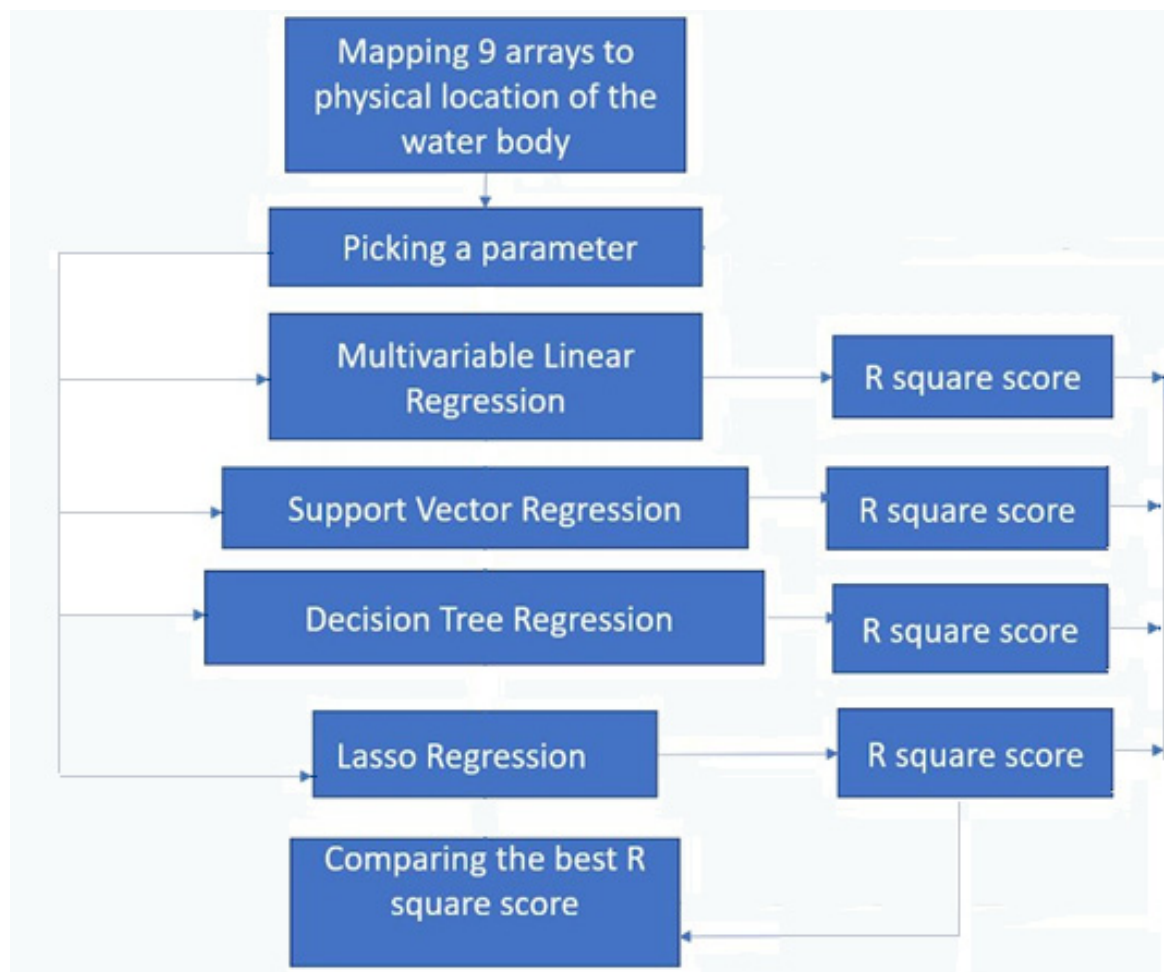 Mapping 9 arrays to
physical location of the
water body
Picking a parameter
Multivariable Linear
Regression
R square score
Support Vector Regression
R square score
Decision Tree Regression
R square score
Lasso Regression
R square score
Comparing the best R
square score